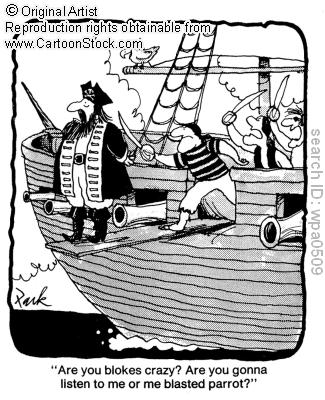 © Original Artist
Reproduction rights obtainable from
www.CartoonStock.com
search ID: wpa0509
Park
"Are you blokes crazy? Are you gonna
listen to me or me blasted parrot?"